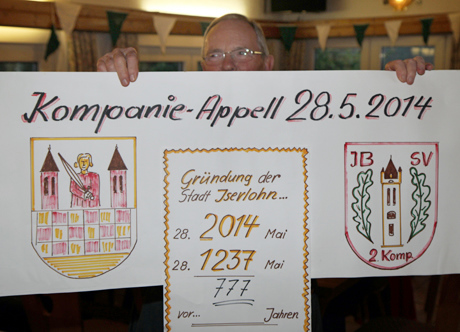 Kompanie-Appell 28.5.2014
Gründung der
Stadt Iserlohn...
28. 2014 Mai
28. 1237 Mai
777
vor... Jahren
JB SV
2 Komp